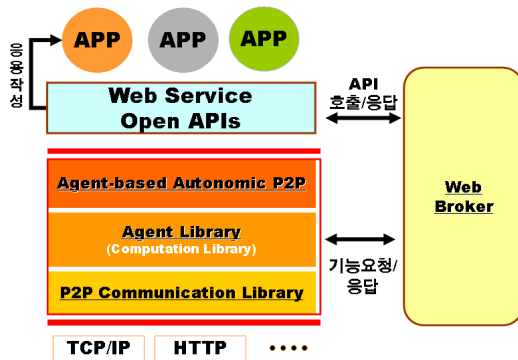 APP
APP
APP
응용작성
Web Service
Open APIs
API
호출/응답
Agent-based Autonomic P2P
Agent Library
(Computation Library)
P2P Communication Library
Web
Broker
기능요청/
응답
TCP/IP
HTTP